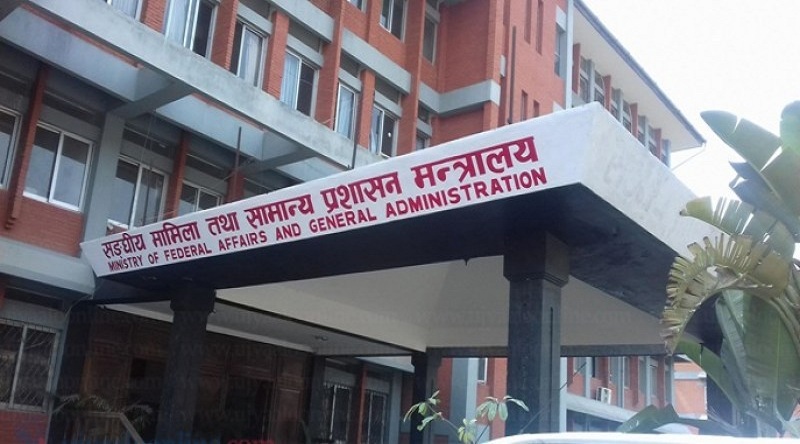 सङ्घीय मामिला तथा सामान्य प्रशासन मन्त्रालय
MINISTRY OF FEDERAL AFFAIRS AND GENERAL ADMINISTRATION